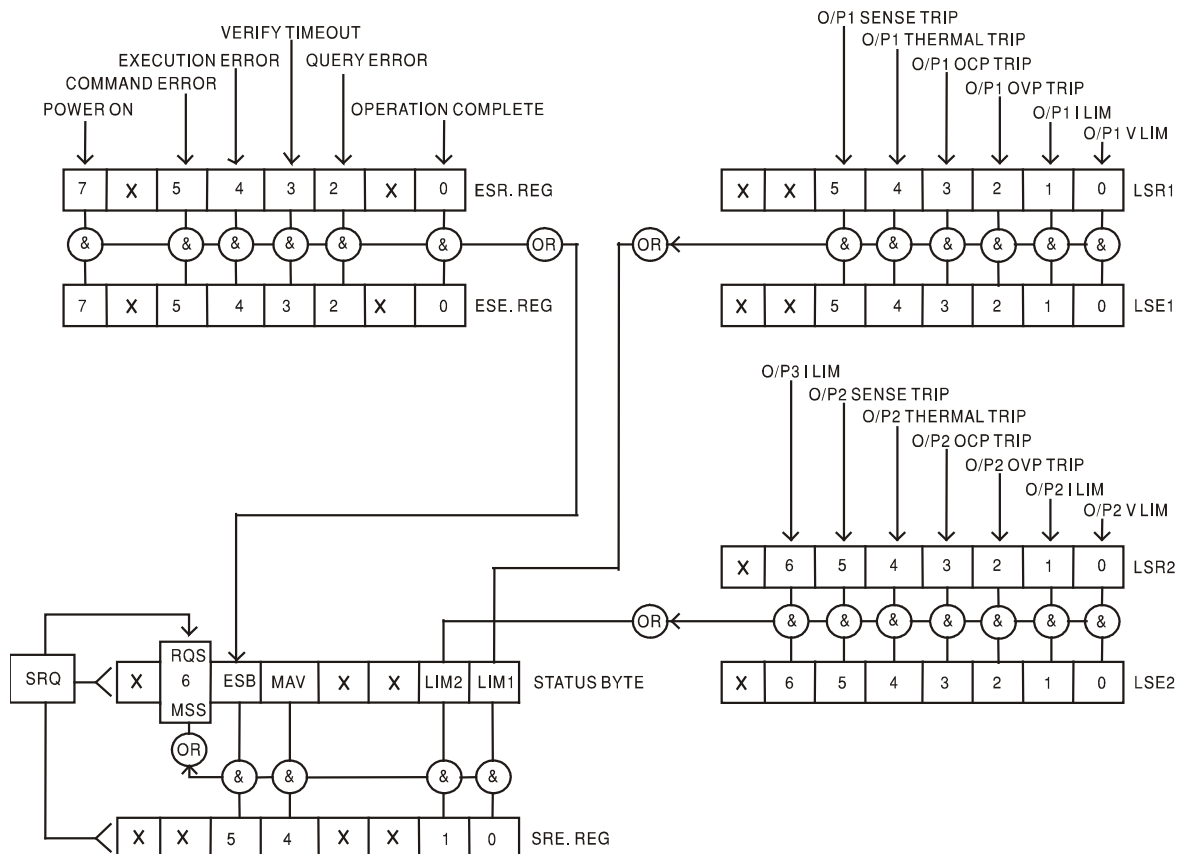 VERIFY TIMEOUT
EXECUTION ERROR QUERY ERROR
COMMAND ERROR
POWER ON OPERATION COMPLETE
7 X 5 4 3 2 X 0 ESR. REG
& & & & & & OR
7 X 5 4 3 2 X 0 ESE. REG
O/P1 SENSE TRIP
O/P1 THERMAL TRIP
O/P1 OCP TRIP
O/P1 OVP TRIP
O/P1 I LIM
O/P1 V LIM
X X 5 4 3 2 1 0 LSR1
OR & & & & & &
X X 5 4 3 2 1 0 LSE1
O/P3 I LIM
O/P2 SENSE TRIP
O/P2 THERMAL TRIP
O/P2 OCP TRIP
O/P2 OVP TRIP
O/P2 I LIM
O/P2 V LIM
X 6 5 4 3 2 1 0 LSR2
OR & & & & & & &
X 6 5 4 3 2 1 0 LSE2
RQS
SRQ X 6 ESB MAV X X LIM2 LIM1 STATUS BYTE
MSS
OR
& & & &
X X 5 4 X X 1 0 SRE. REG